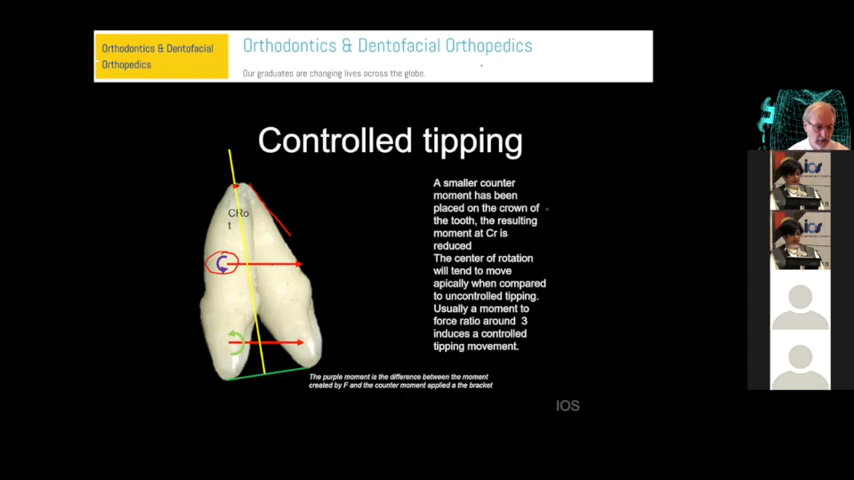 Orthodontics & Dentofacial
Orthopedics
Orthodontics & Dentofacial Orthopedics
Our graduates are changing lives across the globe.
Controlled tipping
A smaller counter
moment has been
placed on the crown of
the tooth, the resulting
moment at Cr is
reduced
The center of rotation
will tend to move
apically when compared
to uncontrolled tipping.
Usually a moment to
force ratio around 3
induces a controlled
tipping movement.
CRo
t
The purple moment is the difference between the moment
created by F and the counter moment applied a the bracket
IOS
ios
ios